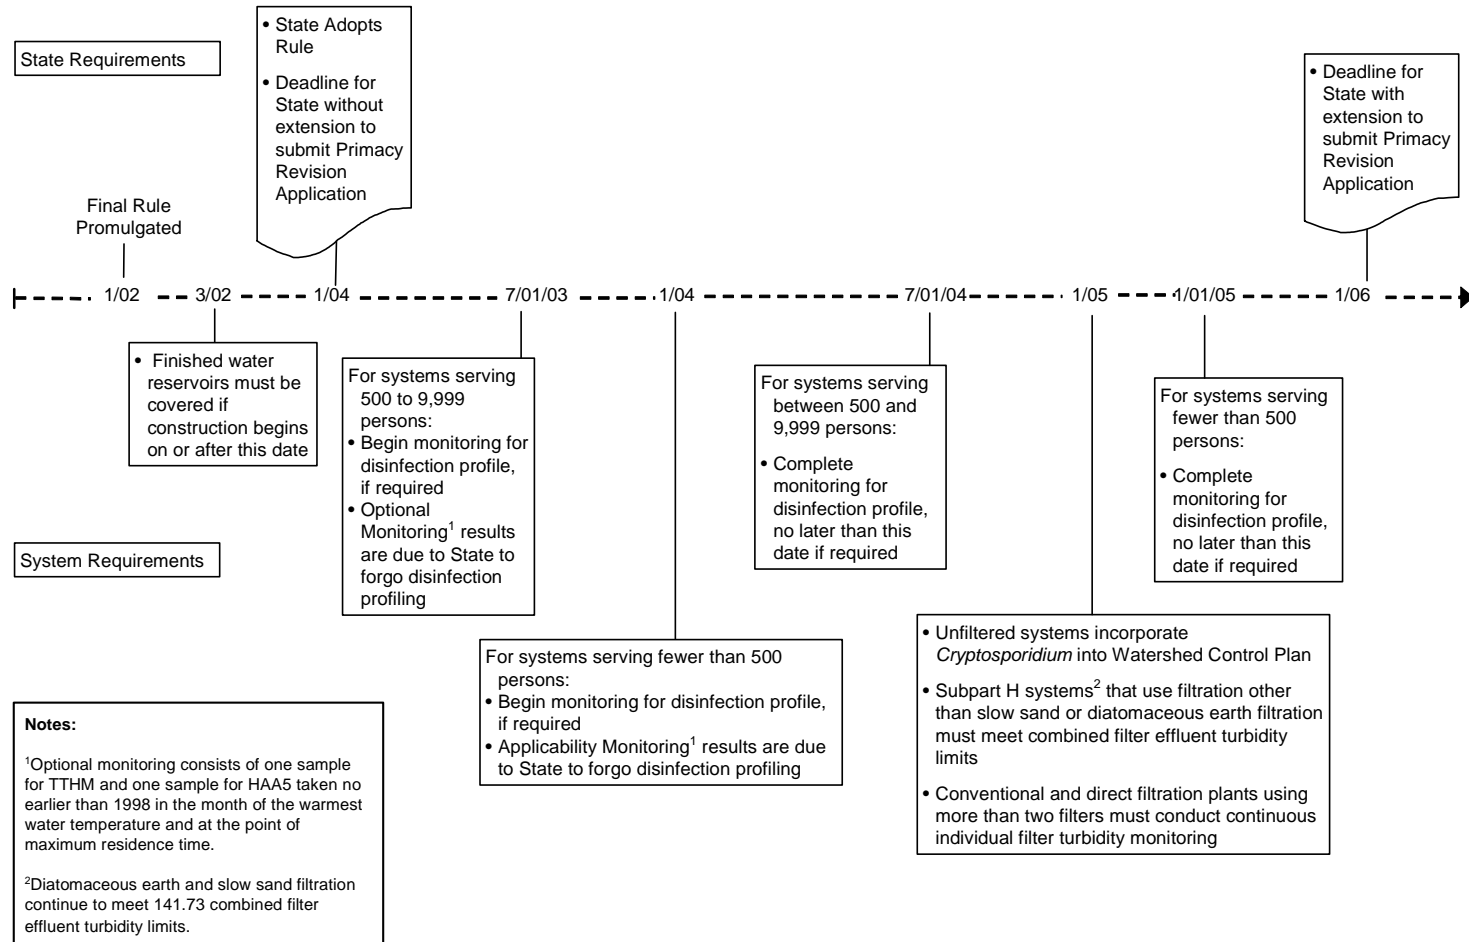 State Requirements
• State Adopts
Rule
• Deadline for
State without
extension to
submit Primacy
Revision
Application
• Deadline for
State with
extension to
submit Primacy
Revision
Application
Final Rule
Promulgated
1/02
3/02
1/04
7/01/03
1/04
7/01/04
1/05
1/01/05
1/06
• Finished water
reservoirs must be
covered if
construction begins
on or after this date
For systems serving
500 to 9,999
persons:
• Begin monitoring for
disinfection profile,
if required
• Optional
Monitoring¹ results
are due to State to
forgo disinfection
profiling
For systems serving
between 500 and
9,999 persons:
• Complete
monitoring for
disinfection profile,
no later than this
date if required
For systems serving
fewer than 500
persons:
• Complete
monitoring for
disinfection profile,
no later than this
date if required
System Requirements
For systems serving fewer than 500
persons:
• Begin monitoring for disinfection profile,
if required
• Applicability Monitoring¹ results are due
to State to forgo disinfection profiling
• Unfiltered systems incorporate
Cryptosporidium into Watershed Control Plan
• Subpart H systems² that use filtration other
than slow sand or diatomaceous earth filtration
must meet combined filter effluent turbidity
limits
• Conventional and direct filtration plants using
more than two filters must conduct continuous
individual filter turbidity monitoring
Notes:
¹Optional monitoring consists of one sample
for TTHM and one sample for HAA5 taken no
earlier than 1998 in the month of the warmest
water temperature and at the point of
maximum residence time.
²Diatomaceous earth and slow sand filtration
continue to meet 141.73 combined filter
effluent turbidity limits.